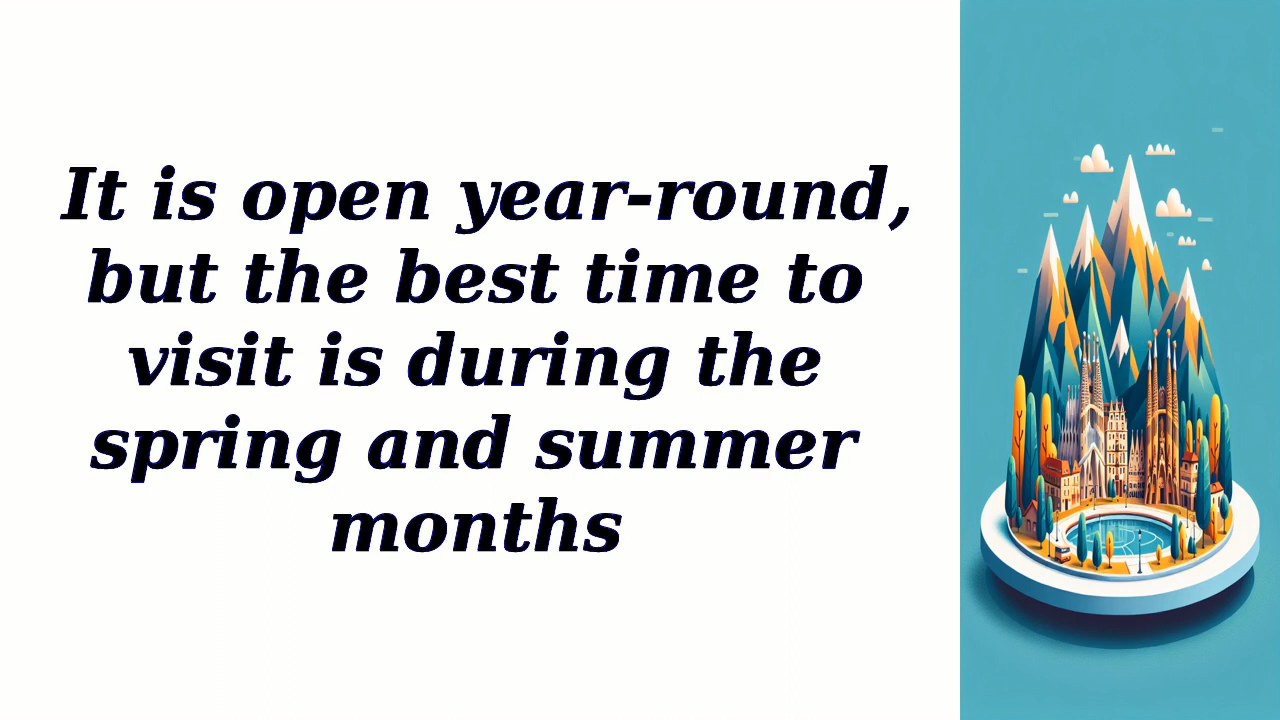 It is open year-round,
but the best time to
visit is during the
spring and summer
months